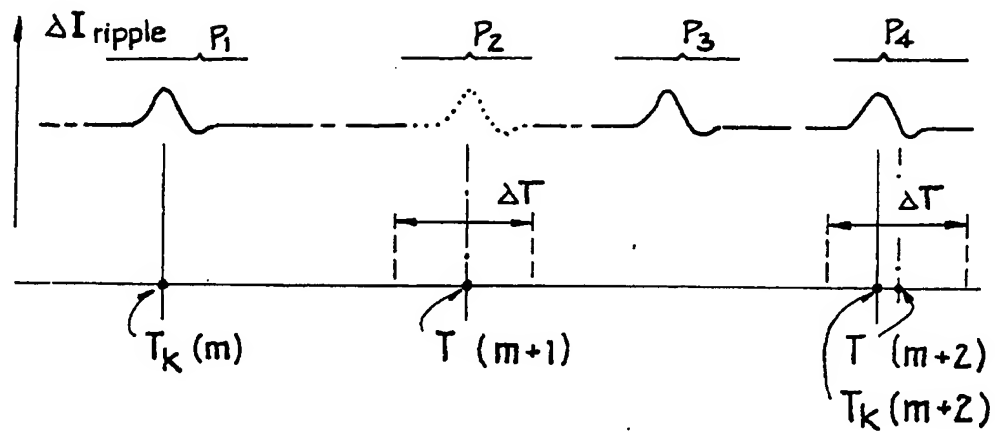 ΔI ripple
P1 P2 P3 P4
ΔT ΔT
Tk (m) T (m+1) T (m+2)
Tk (m+2)